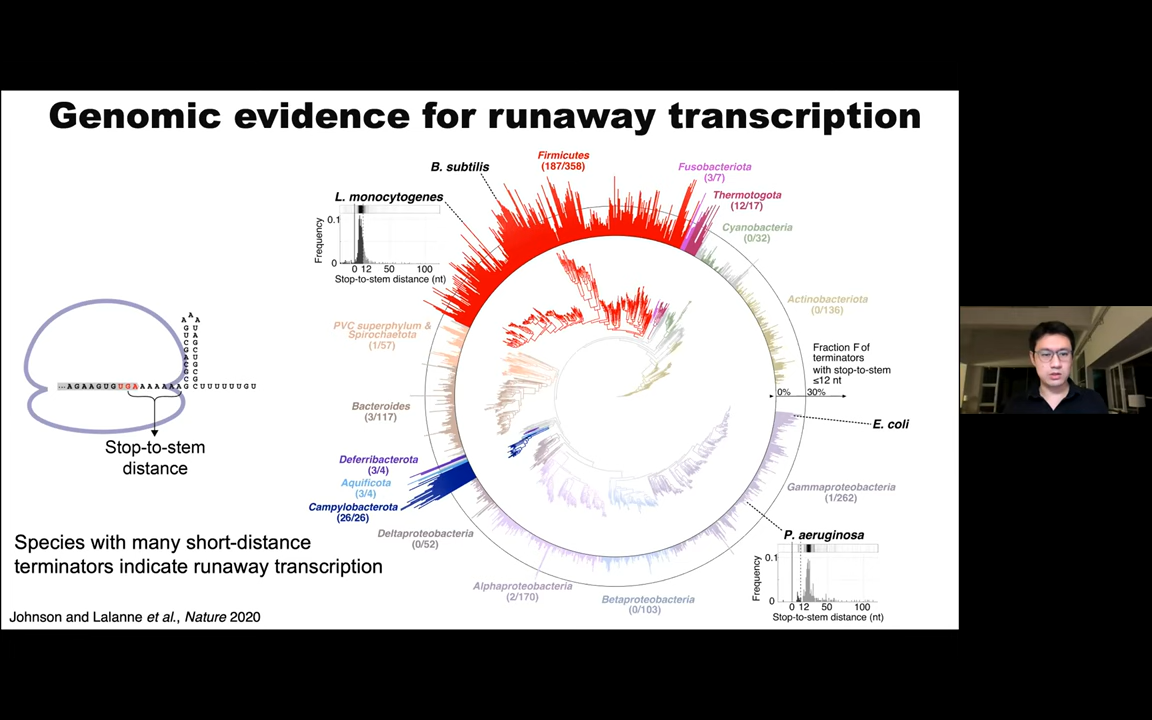 Genomic evidence for runaway transcription
Firmicutes
(187/358)
B. subtilis
Fusobacteriota
(3/7)
L. monocytogenes
Thermotogota
(12/17)
Cyanobacteria
(0/32)
Frequency
0.1
0
0 12 50 100
Stop-to-stem distance (nt)
Actinobacteriota
(0/136)
PVC superphylum &
Spirochaetota
(1/57)
Fraction F of
terminators
with stop-to-stem
≤12 nt
0% 30%
...AGAAGUGUGAAAAAAAGCUUUUUUGU
Stop-to-stem
distance
Bacteroides
(3/117)
E. coli
Deferribacterota
(3/4)
Aquificota
(3/4)
Campylobacterota
(26/26)
Gammaproteobacteria
(1/262)
Deltaproteobacteria
(0/52)
P. aeruginosa
Species with many short-distance
terminators indicate runaway transcription
Frequency
0.1
0
0 12 50 100
Stop-to-stem distance (nt)
Alphaproteobacteria
(2/170)
Betaproteobacteria
(0/103)
Johnson and Lalanne et al., Nature 2020